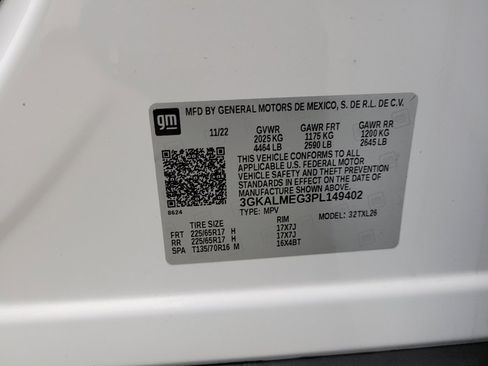 gm
MFD BY GENERAL MOTORS DE MEXICO, S. DE R.L. DE C.V.
11/22 GVWR GAWR FRT GAWR RR
2025 KG 1175 KG 1200 KG
4464 LB 2590 LB 2645 LB
THIS VEHICLE CONFORMS TO ALL
APPLICABLE U.S. FEDERAL MOTOR
VEHICLE SAFETY STANDARDS
IN EFFECT ON THE DATE OF
MANUFACTURE SHOWN ABOVE.
3GKALMEG3PL149402
TYPE: MPV MODEL: 32TXL26
8624
TIRE SIZE RIM
FRT 225/65R17 H 17X7J
RR 225/65R17 H 17X7J
SPA T135/70R16 M 16X4BT